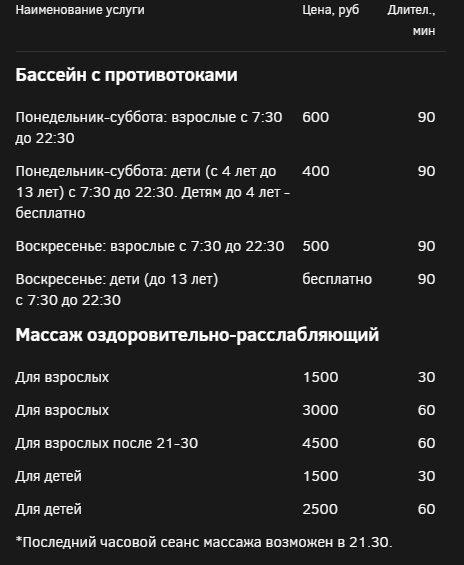 Наименование услуги Цена, руб Длител.,
мин
Бассейн с противотоками
Понедельник-суббота: взрослые с 7:30 600 90
до 22:30
Понедельник-суббота: дети (с 4 лет до 400 90
13 лет) с 7:30 до 22:30. Детям до 4 лет -
бесплатно
Воскресенье: взрослые с 7:30 до 22:30 500 90
Воскресенье: дети (до 13 лет) бесплатно 90
с 7:30 до 22:30
Массаж оздоровительно-расслабляющий
Для взрослых 1500 30
Для взрослых 3000 60
Для взрослых после 21-30 4500 60
Для детей 1500 30
Для детей 2500 60
*Последний часовой сеанс массажа возможен в 21.30.